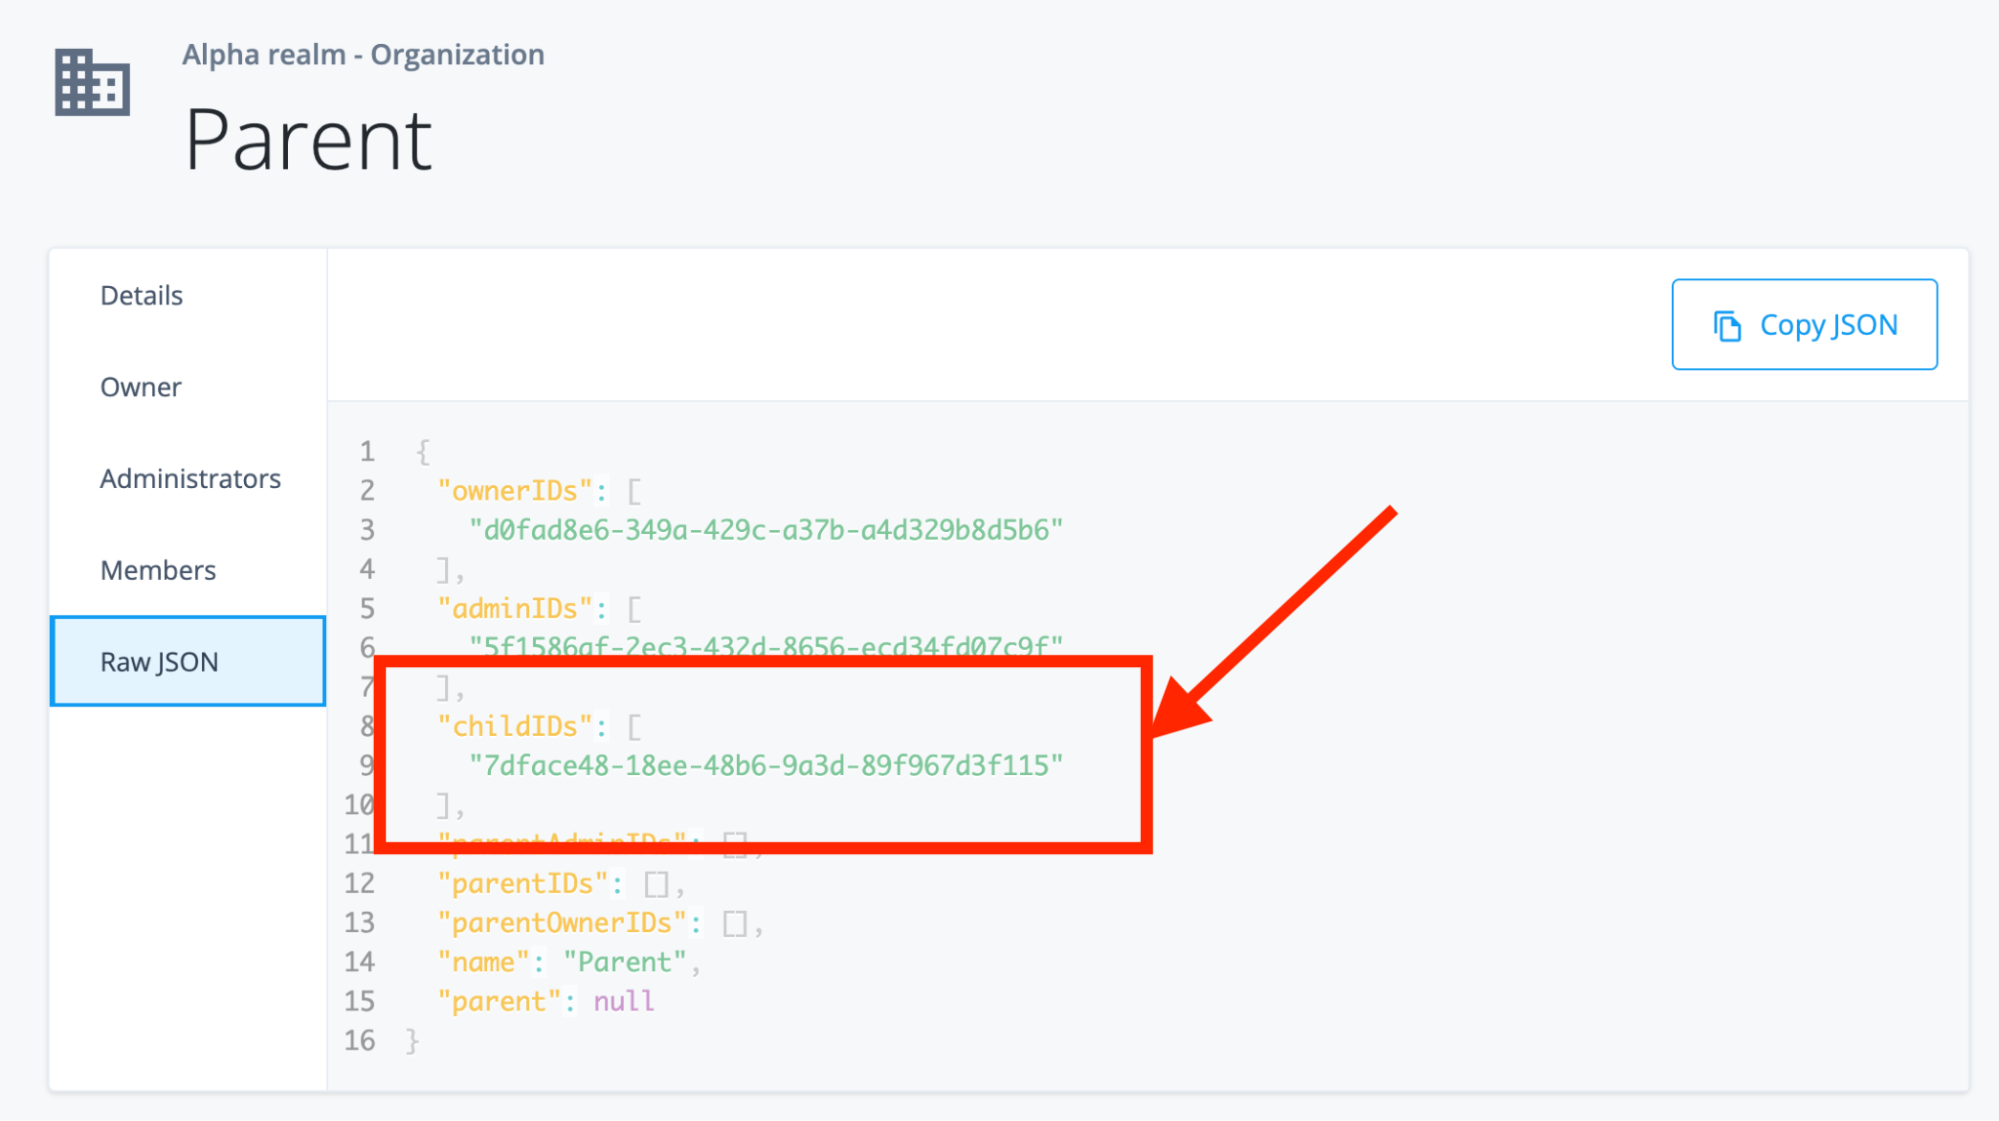 Alpha realm - Organization
Parent
Details
Owner
Administrators
Members
Raw JSON
Copy JSON
1 {
2 "ownerIDs": [
3 "d0fad8e6-349a-429c-a37b-a4d329b8d5b6"
4 ],
5 "adminIDs": [
6 "5f1586af-2ec3-432d-8656-ecd34fd07c9f"
7 ],
8 "childIDs": [
9 "7dface48-18ee-48b6-9a3d-89f967d3f115"
10 ],
11 "parentAdminIDs": [],
12 "parentIDs": [],
13 "parentOwnerIDs": [],
14 "name": "Parent",
15 "parent": null
16 }